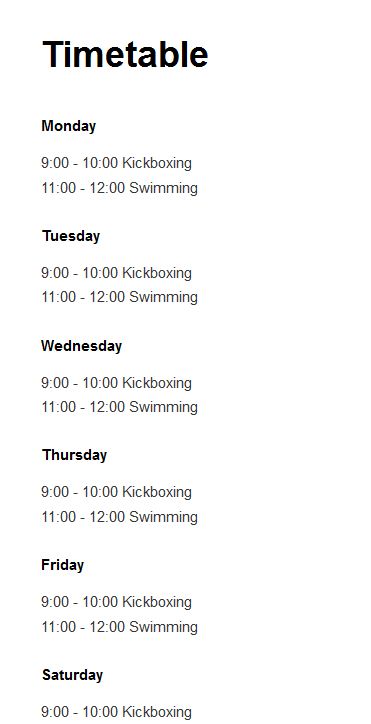 Timetable
Monday
9:00 - 10:00 Kickboxing
11:00 - 12:00 Swimming
Tuesday
9:00 - 10:00 Kickboxing
11:00 - 12:00 Swimming
Wednesday
9:00 - 10:00 Kickboxing
11:00 - 12:00 Swimming
Thursday
9:00 - 10:00 Kickboxing
11:00 - 12:00 Swimming
Friday
9:00 - 10:00 Kickboxing
11:00 - 12:00 Swimming
Saturday
9:00 - 10:00 Kickboxing